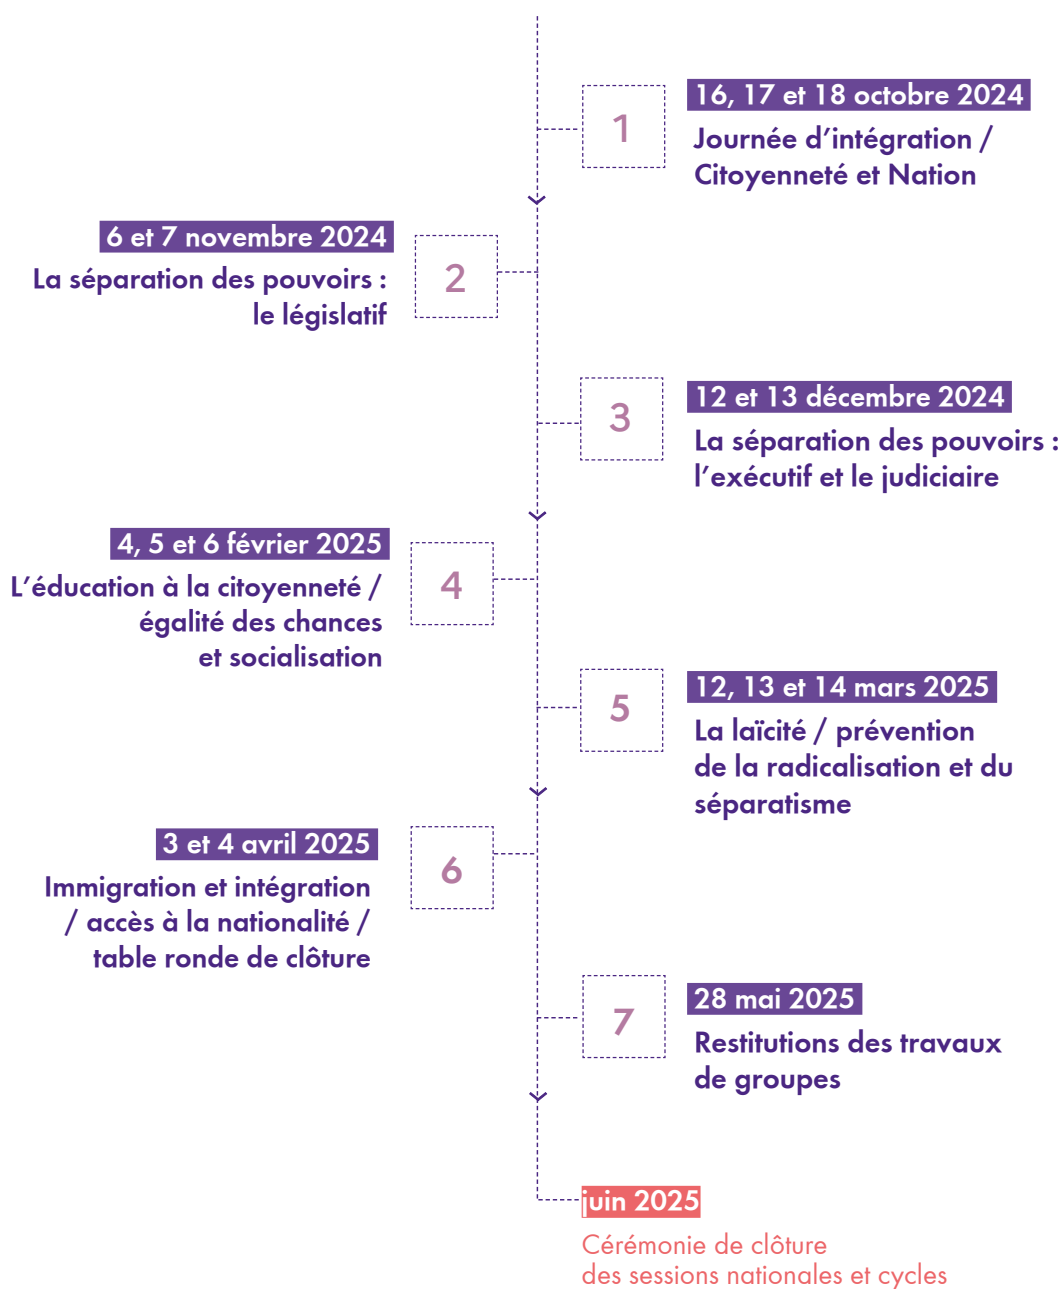 1
16, 17 et 18 octobre 2024
Journée d’intégration /
Citoyenneté et Nation
6 et 7 novembre 2024
La séparation des pouvoirs :
le législatif
2
3
12 et 13 décembre 2024
La séparation des pouvoirs :
l’exécutif et le judiciaire
4, 5 et 6 février 2025
L’éducation à la citoyenneté /
égalité des chances
et socialisation
4
5
12, 13 et 14 mars 2025
La laïcité / prévention
de la radicalisation et du
séparatisme
3 et 4 avril 2025
Immigration et intégration
/ accès à la nationalité /
table ronde de clôture
6
7
28 mai 2025
Restitutions des travaux
de groupes
juin 2025
Cérémonie de clôture
des sessions nationales et cycles